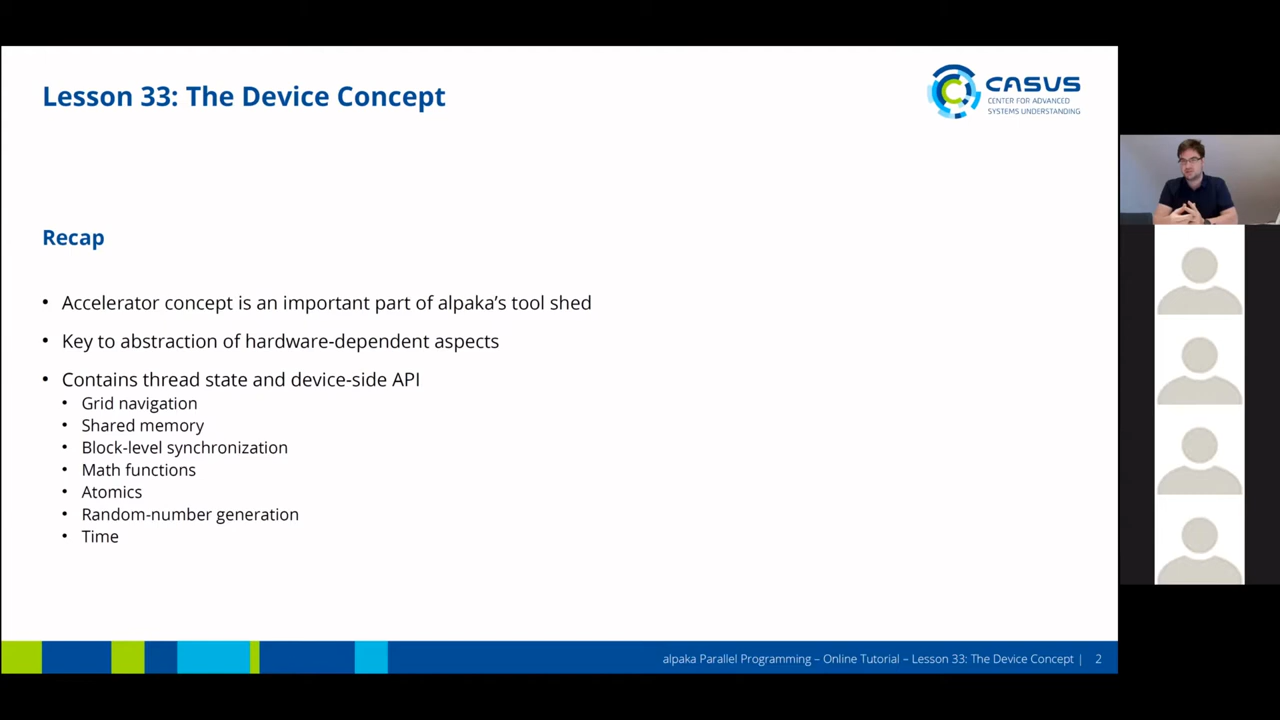 Lesson 33: The Device Concept
CASUS
CENTER FOR ADVANCED
SYSTEMS UNDERSTANDING
Recap
• Accelerator concept is an important part of alpaka's tool shed
• Key to abstraction of hardware-dependent aspects
• Contains thread state and device-side API
• Grid navigation
• Shared memory
• Block-level synchronization
• Math functions
• Atomics
• Random-number generation
• Time
alpaka Parallel Programming – Online Tutorial – Lesson 33: The Device Concept | 2